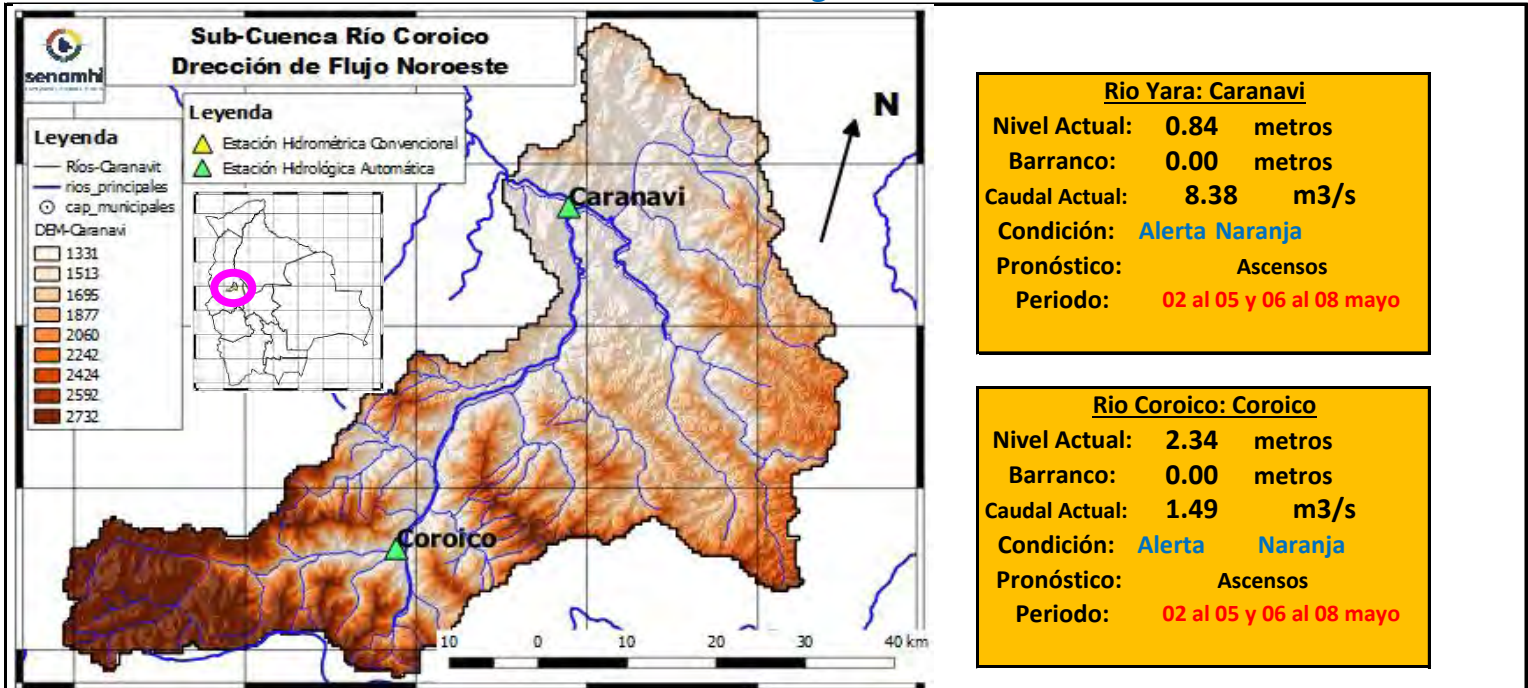 senamhi
Sub-Cuenca Río Coroico
Drección de Flujo Noroeste
Leyenda
Estación Hidrométrica Convencional
Estación Hidrológica Automática
Leyenda
Ríos-Caranavit
rios_principales
cap_municipales
DEM-Caranavi
1331
1513
1695
1877
2060
2242
2424
2592
2732
N
Caranavi
Coroico
10 0 10 20 30 40 km
Rio Yara: Caranavi
Nivel Actual: 0.84 metros
Barranco: 0.00 metros
Caudal Actual: 8.38 m3/s
Condición: Alerta Naranja
Pronóstico: Ascensos
Periodo: 02 al 05 y 06 al 08 mayo
Rio Coroico: Coroico
Nivel Actual: 2.34 metros
Barranco: 0.00 metros
Caudal Actual: 1.49 m3/s
Condición: Alerta Naranja
Pronóstico: Ascensos
Periodo: 02 al 05 y 06 al 08 mayo